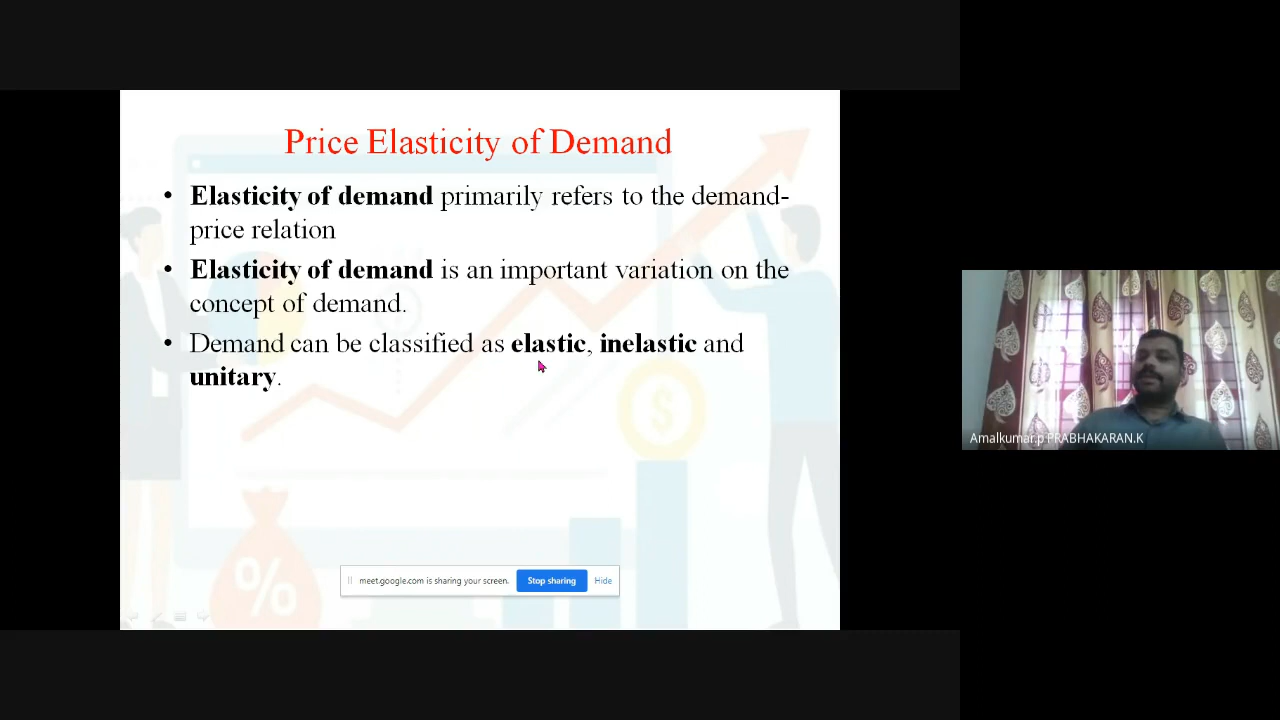 Price Elasticity of Demand
• Elasticity of demand primarily refers to the demand-
price relation
• Elasticity of demand is an important variation on the
concept of demand.
• Demand can be classified as elastic, inelastic and
unitary.
$
%
meet.google.com is sharing your screen.
Stop sharing
Hide
Amalkumar.p PRABHAKARAN.K